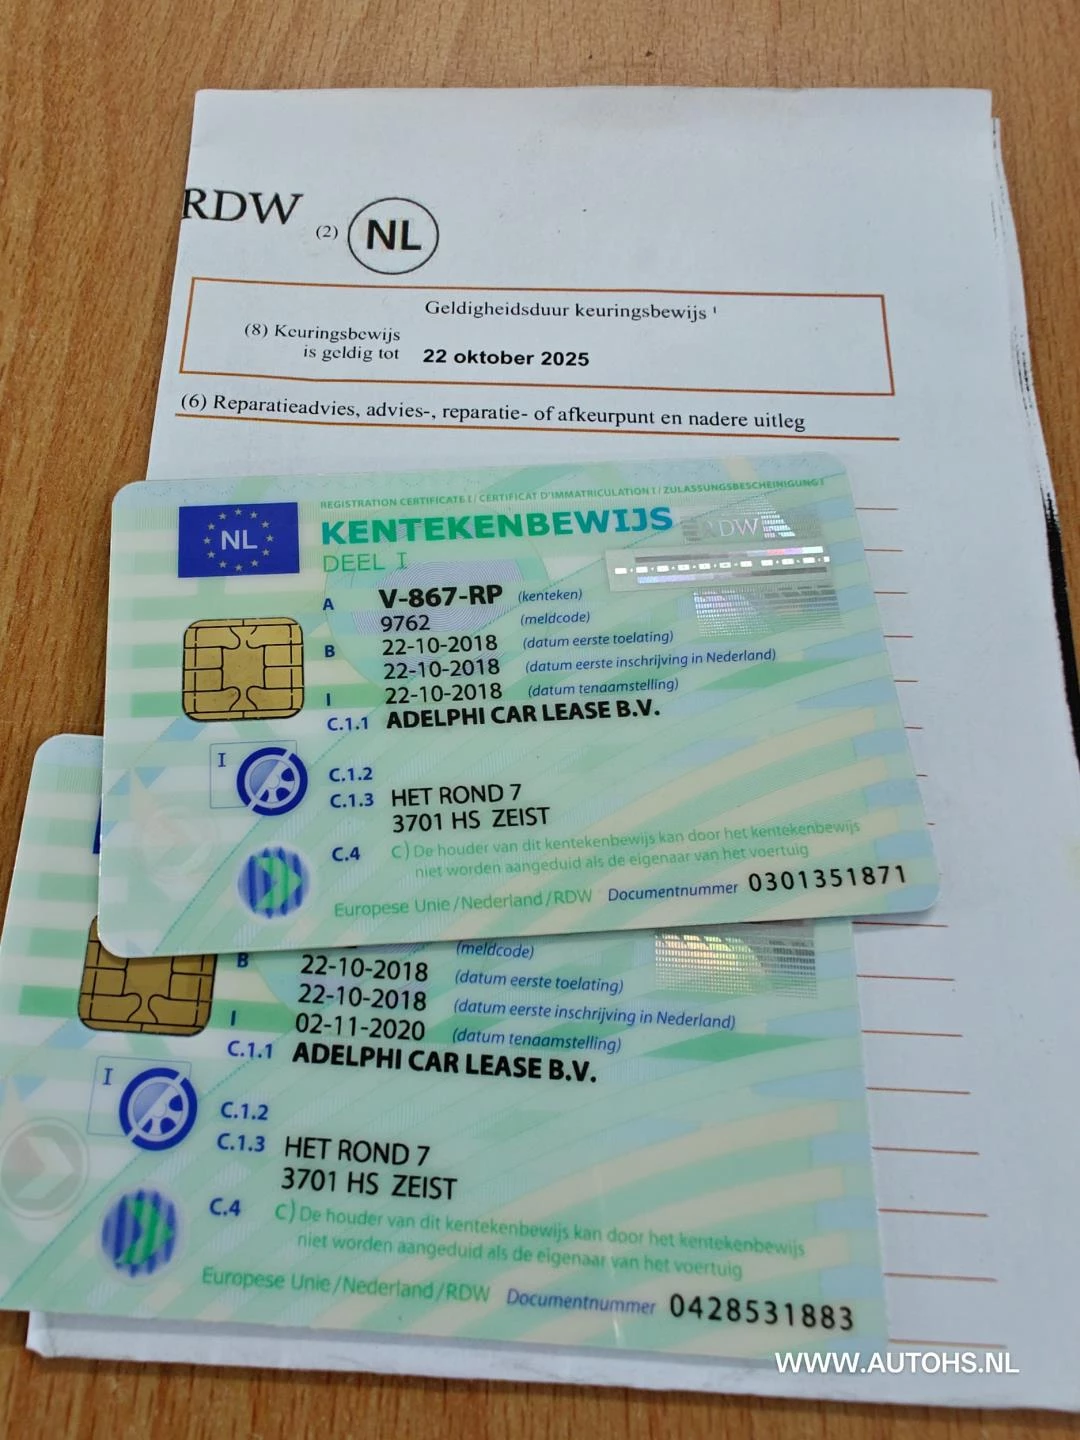 RDW (2) NL
Geldigheidsduur keuringsbewijs ¹
(8) Keuringsbewijs
is geldig tot 22 oktober 2025
(6) Reparatieadvies, advies-, reparatie- of afkeurpunt en nadere uitleg
REGISTRATION CERTIFICATE I / CERTIFICAT D'IMMATRICULATION I / ZULASSUNGSBESCHEINIGUNG I
NL KENTEKENBEWIJS RDW
DEEL I
A V-867-RP (kenteken)
9762 (meldcode)
B 22-10-2018 (datum eerste toelating)
22-10-2018 (datum eerste inschrijving in Nederland)
I 22-10-2018 (datum tenaamstelling)
C.1.1 ADELPHI CAR LEASE B.V.
I C.1.2
C.1.3 HET ROND 7
3701 HS ZEIST
C.4 C) De houder van dit kentekenbewijs kan door het kentekenbewijs
niet worden aangeduid als de eigenaar van het voertuig
Europese Unie/Nederland/RDW Documentnummer 0301351871
(meldcode)
B 22-10-2018 (datum eerste toelating)
22-10-2018 (datum eerste inschrijving in Nederland)
I 02-11-2020 (datum tenaamstelling)
C.1.1 ADELPHI CAR LEASE B.V.
I C.1.2
C.1.3 HET ROND 7
3701 HS ZEIST
C.4 C) De houder van dit kentekenbewijs kan door het kentekenbewijs
niet worden aangeduid als de eigenaar van het voertuig
Europese Unie/Nederland/RDW Documentnummer 0428531883
WWW.AUTOHS.NL